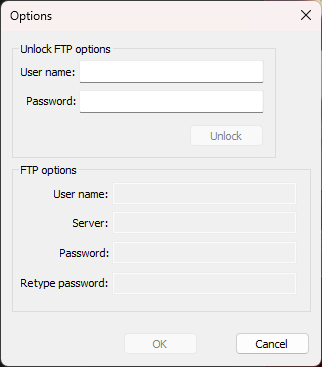 Options
Unlock FTP options
User name:
Password:
Unlock
FTP options
User name:
Server:
Password:
Retype password:
OK
Cancel